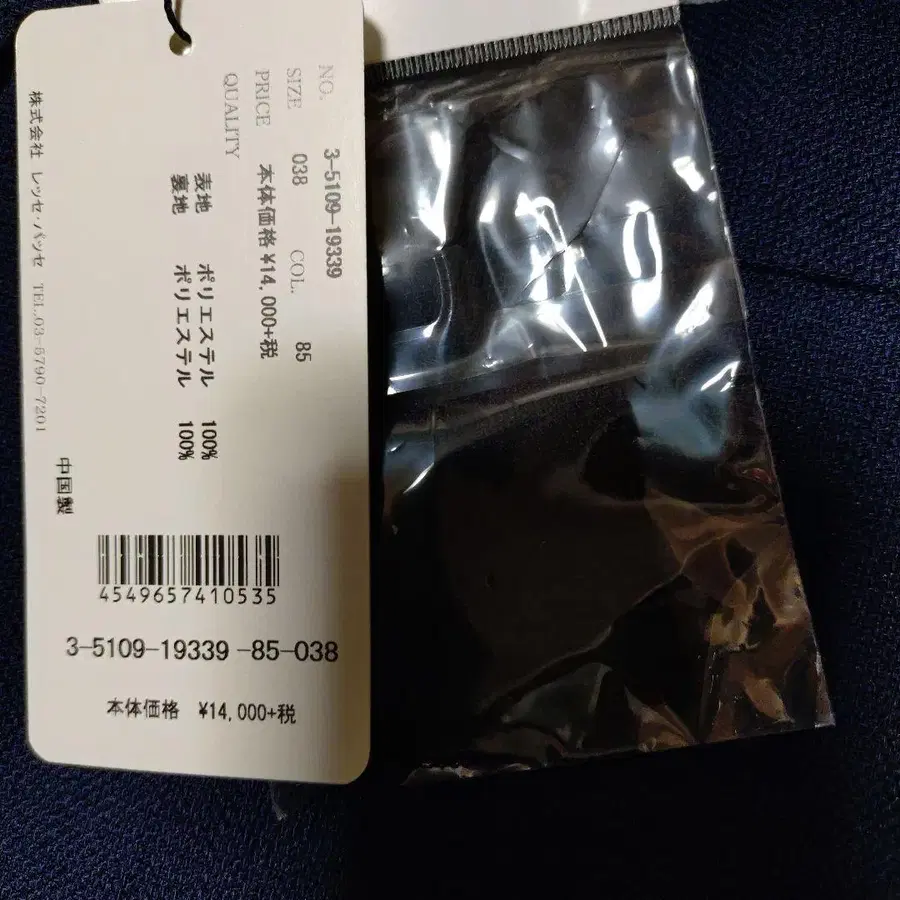 NO. 3-5109-19339
SIZE 038 COL. 85
PRICE 本体価格 ¥14,000+税
QUALITY
表地 ポリエステル 100%
裏地 ポリエステル 100%
株式会社 レッセ・パッセ TEL.03-5790-7201
中国製
4549657410535
3-5109-19339-85-038
本体価格 ¥14,000+税